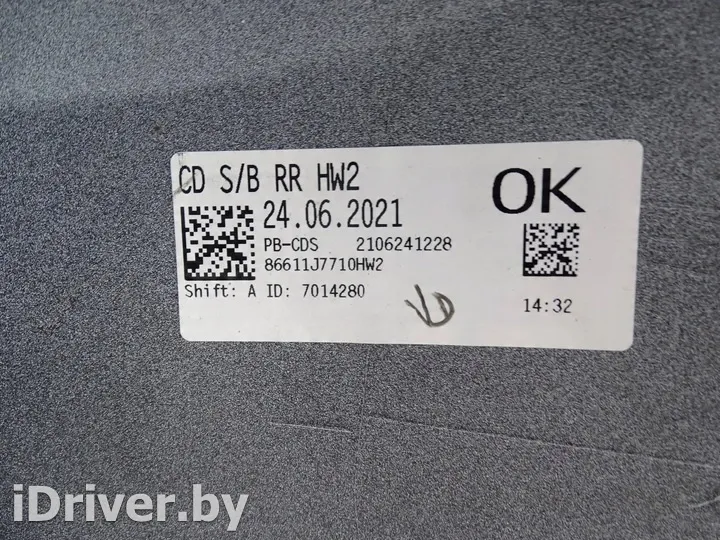 CD S/B RR HW2
OK
24.06.2021
PB-CDS 2106241228
86611J7710HW2
Shift: A ID: 7014280
14:32
iDriver.by